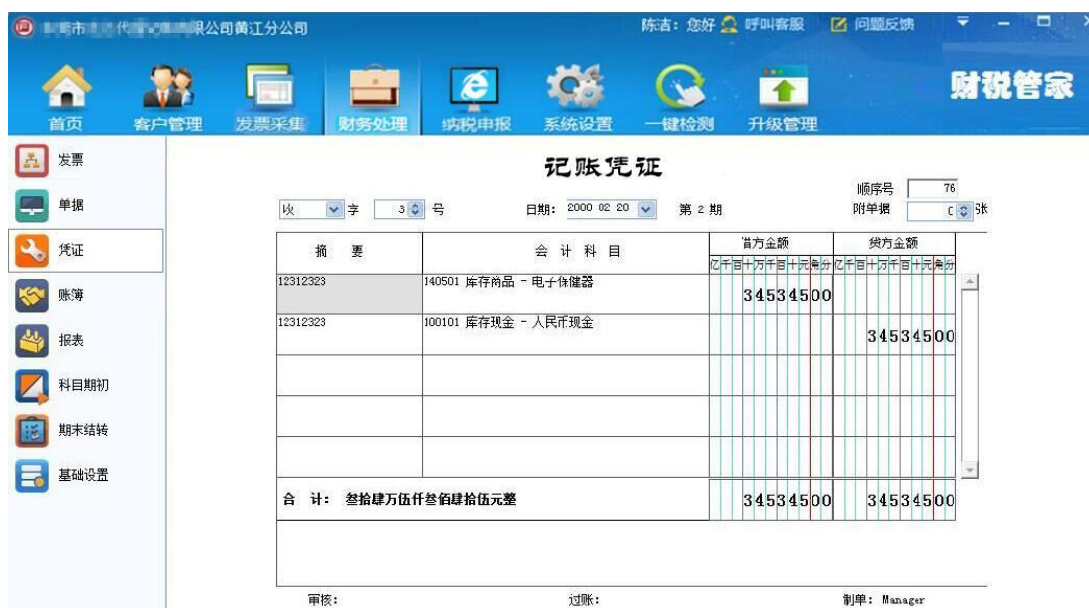 市 代 限公司黄江分公司 陈洁：您好 呼叫客服 问题反馈
首页 客户管理 发票采集 财务处理 纳税申报 系统设置 一键检测 升级管理 财税管家
发票
单据
凭证
账簿
报表
科目期初
期末结转
基础设置
记账凭证
顺序号 76
字 3 号 日期： 2000 02 20 第 2 期 附单据 张
摘 要 会 计 科 目 借方金额 贷方金额
亿千百十万千百十元角分 亿千百十万千百十元角分
12312323 140501 库存商品 - 电子保健器 34534500
12312323 100101 库存现金 - 人民币现金 34534500
合 计： 叁拾肆万伍仟叁佰肆拾伍元整 34534500 34534500
审核： 过账： 制单： Manager